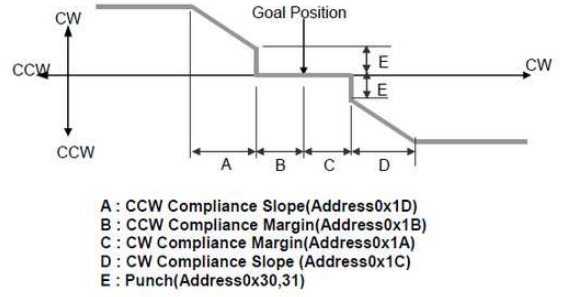 Goal Position
CW
E
CCW
CW
E
CCW
A B C D
A : CCW Compliance Slope(Address0x1D)
B : CCW Compliance Margin(Address0x1B)
C : CW Compliance Margin(Address0x1A)
D : CW Compliance Slope (Address0x1C)
E : Punch(Address0x30,31)